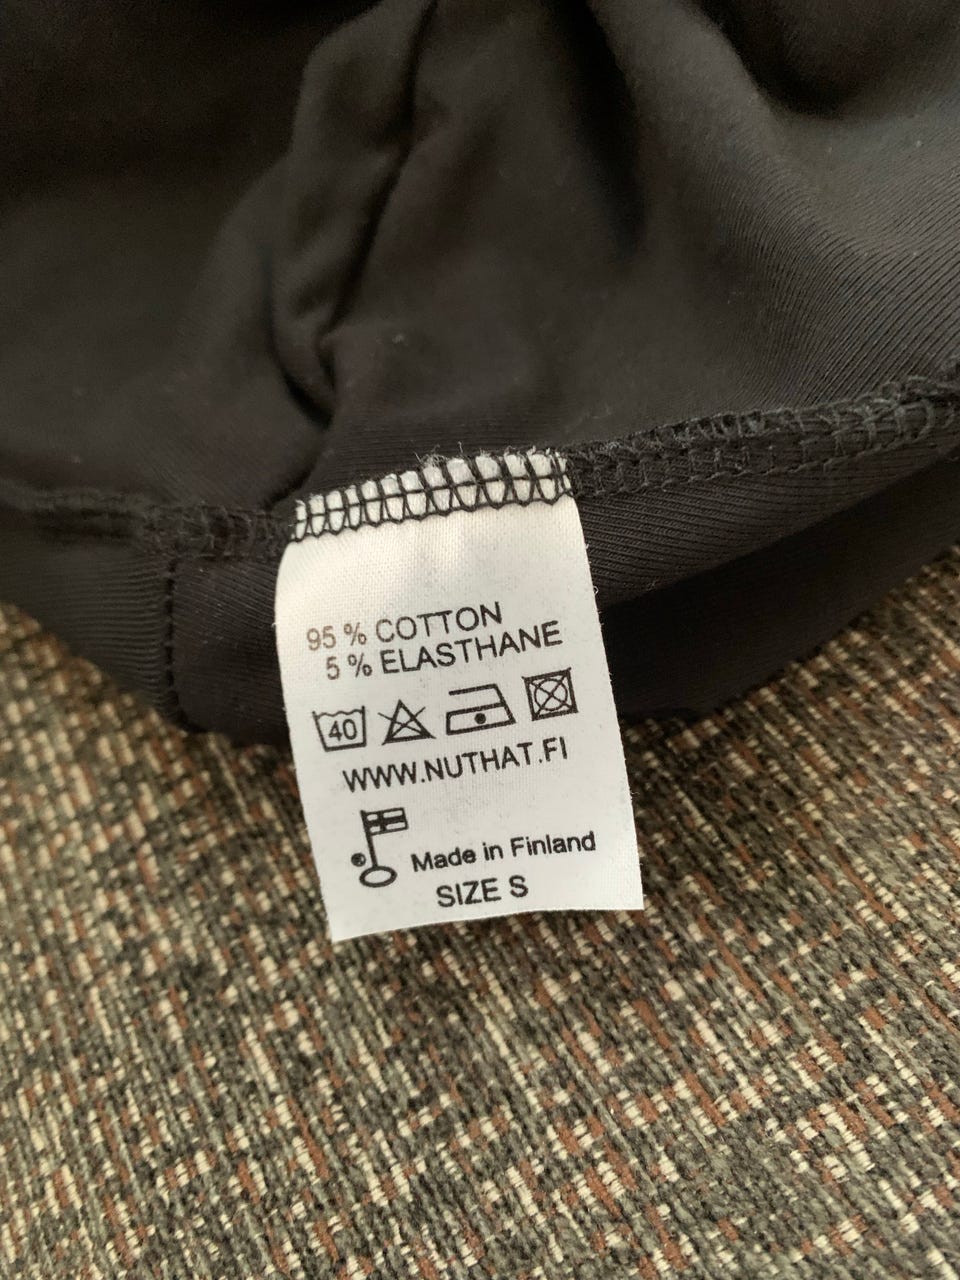 95 % COTTON
5 % ELASTHANE
40
WWW.NUTHAT.FI
Made in Finland
SIZE S